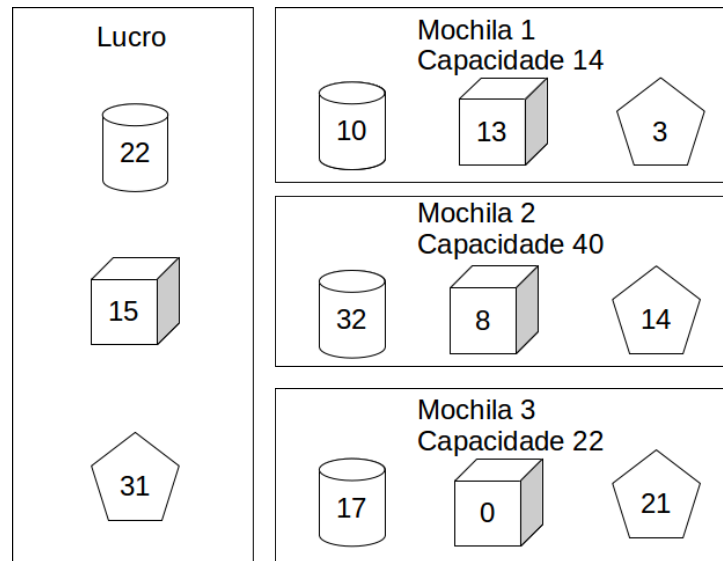 Lucro
22
15
31
Mochila 1
Capacidade 14
10 13 3
Mochila 2
Capacidade 40
32 8 14
Mochila 3
Capacidade 22
17 0 21